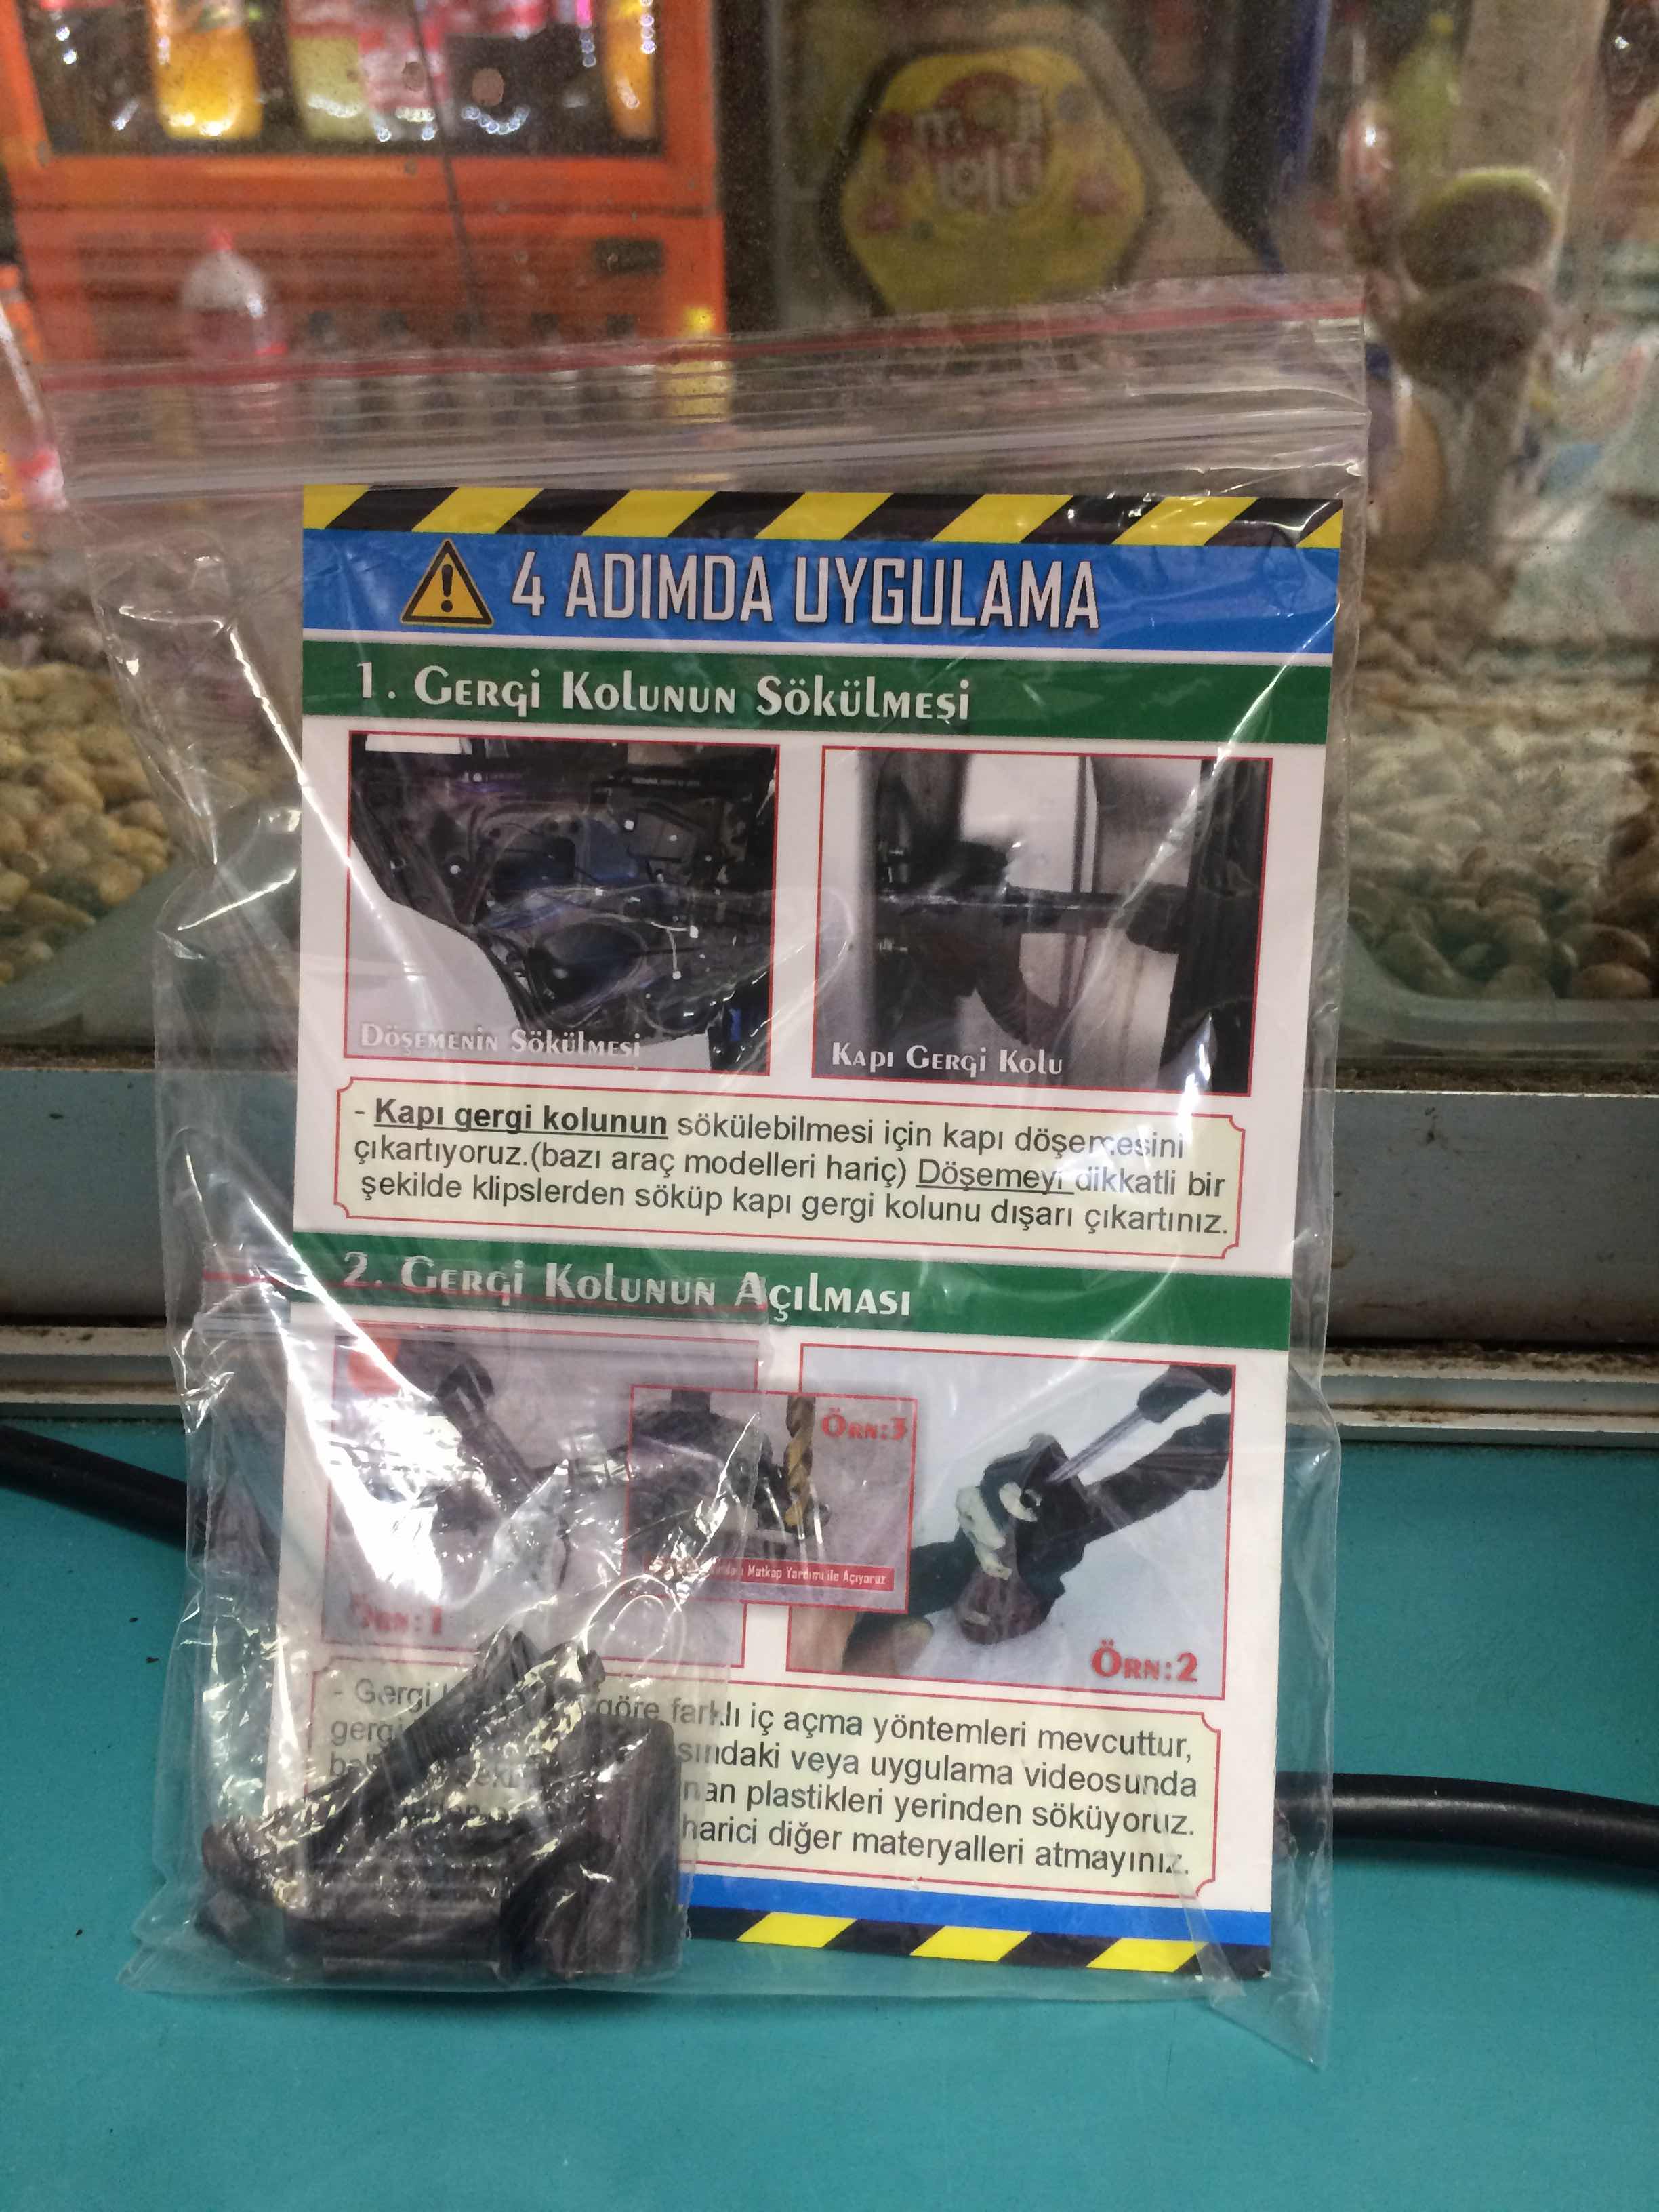 4 ADIMDA UYGULAMA
1. Gergi Kolunun Sökülmesi
Döşemenin Sökülmesi
Kapı Gergi Kolu
- Kapı gergi kolunun sökülebilmesi için kapı döşemesini
çıkartıyoruz.(bazı araç modelleri hariç) Döşemeyi dikkatli bir
şekilde klipslerden söküp kapı gergi kolunu dışarı çıkartınız.
2. Gergi Kolunun Açılması
Örn:3
Matkap Yardımı ile Açıyoruz
Örn:1
Örn:2
- Gergi göre farklı iç açma yöntemleri mevcuttur,
veya uygulama videosunda
plastikleri yerinden söküyoruz.
harici diğer materyalleri atmayınız.